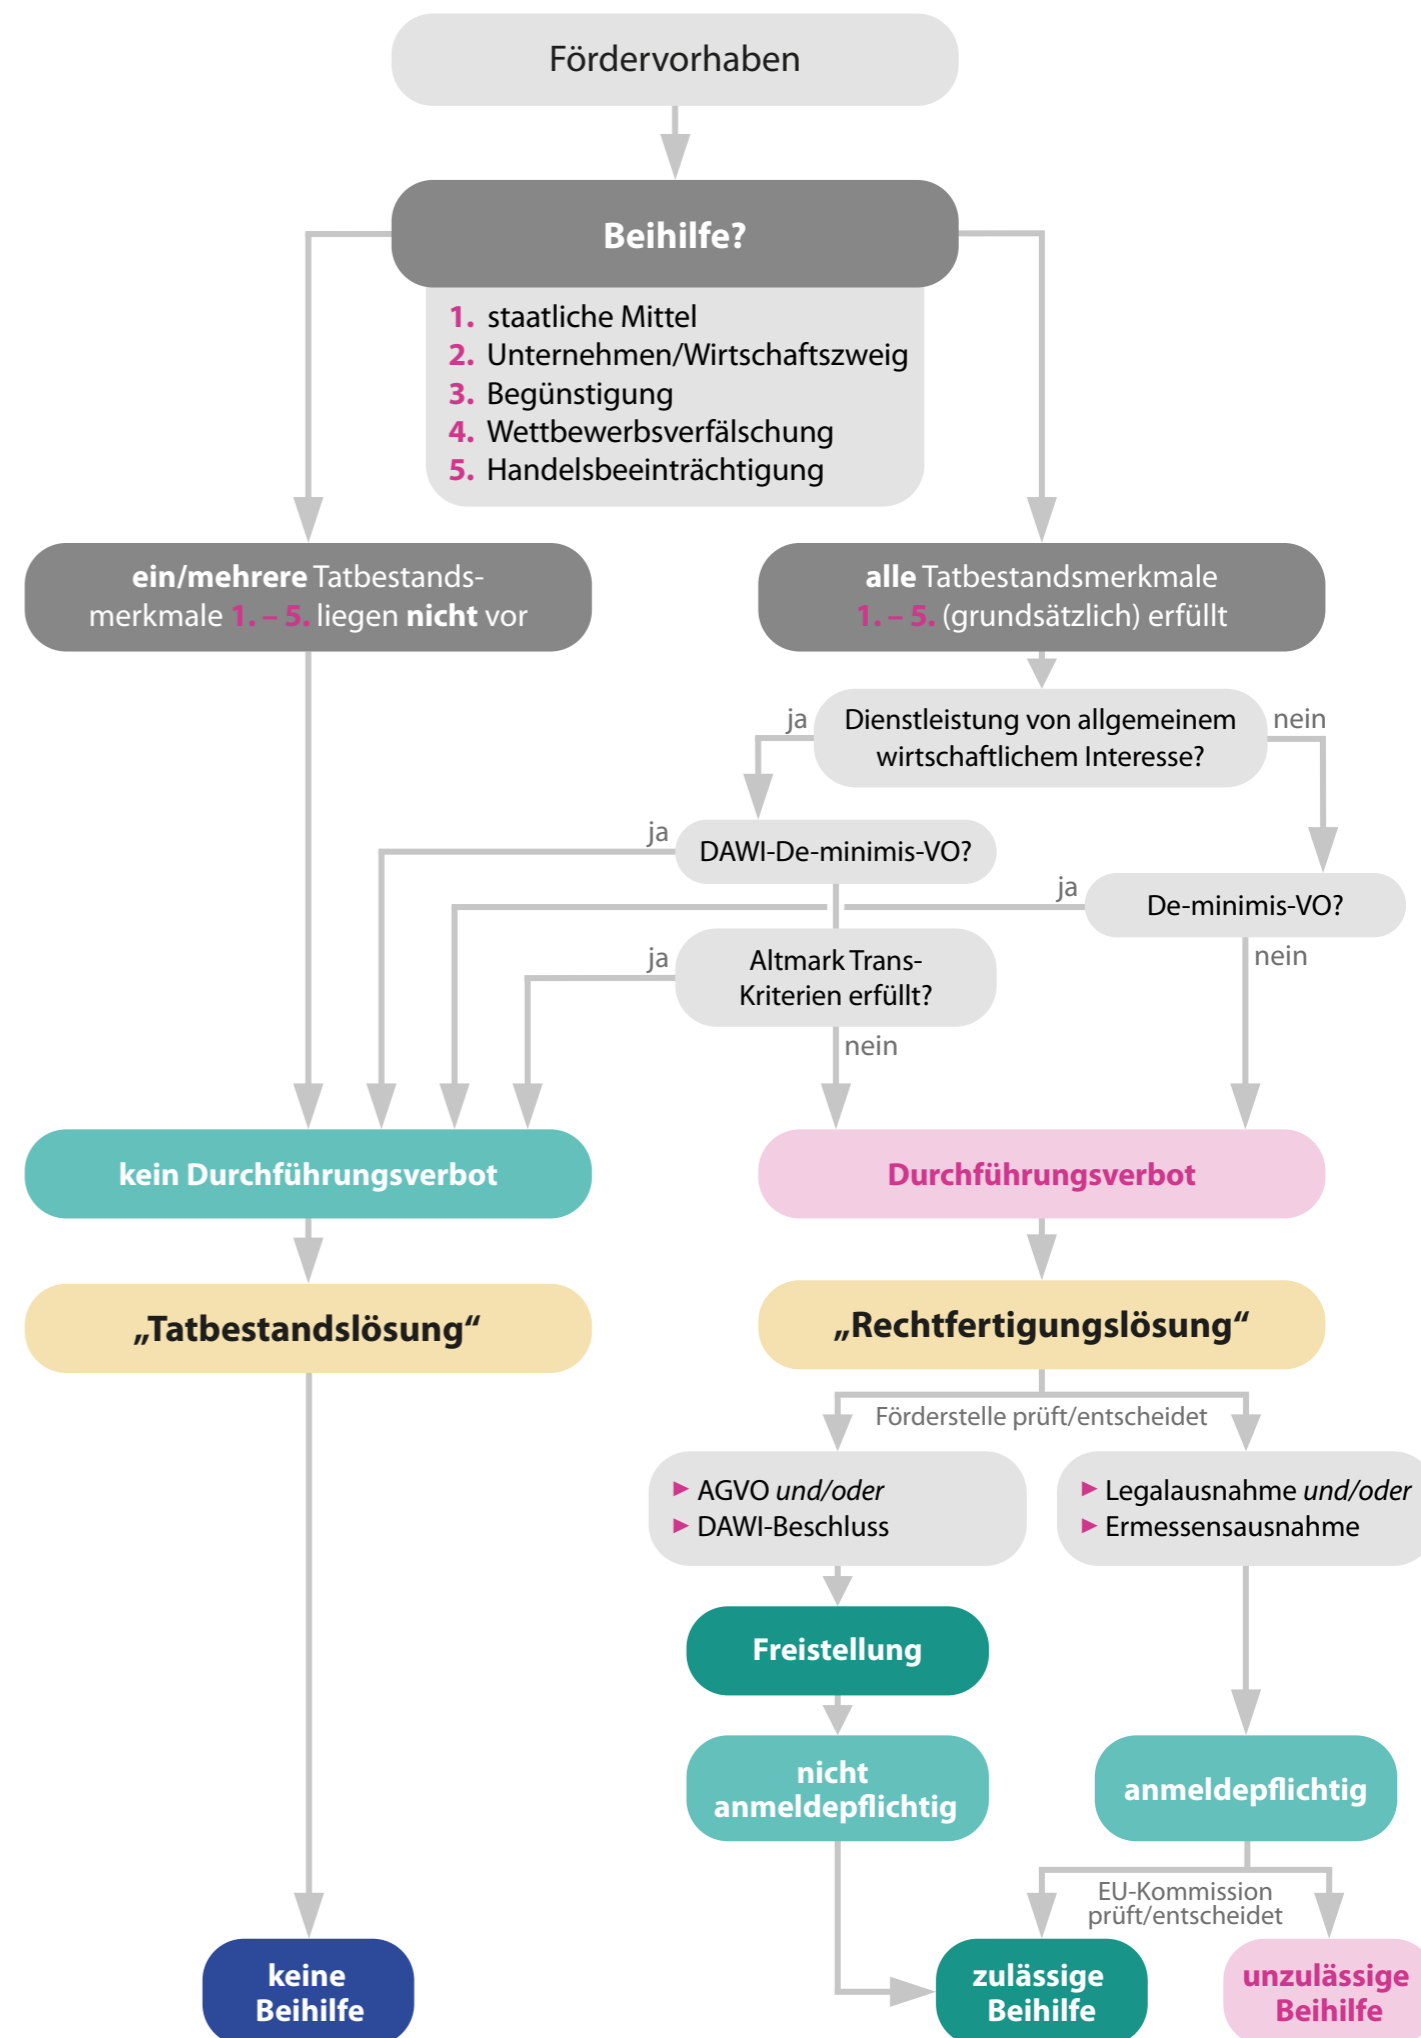 Fördervorhaben
Beihilfe?
1. staatliche Mittel
2. Unternehmen/Wirtschaftszweig
3. Begünstigung
4. Wettbewerbsverfälschung
5. Handelsbeeinträchtigung
ein/mehrere Tatbestands-
merkmale 1. – 5. liegen nicht vor
alle Tatbestandsmerkmale
1. – 5. (grundsätzlich) erfüllt
ja
Dienstleistung von allgemeinem
wirtschaftlichem Interesse?
nein
ja
DAWI-De-minimis-VO?
ja
De-minimis-VO?
nein
ja
Altmark Trans-
Kriterien erfüllt?
nein
kein Durchführungsverbot
Durchführungsverbot
„Tatbestandslösung“
„Rechtfertigungslösung“
Förderstelle prüft/entscheidet
► AGVO und/oder
► DAWI-Beschluss
► Legalausnahme und/oder
► Ermessensausnahme
Freistellung
nicht
anmeldepflichtig
anmeldepflichtig
EU-Kommission
prüft/entscheidet
keine
Beihilfe
zulässige
Beihilfe
unzulässige
Beihilfe